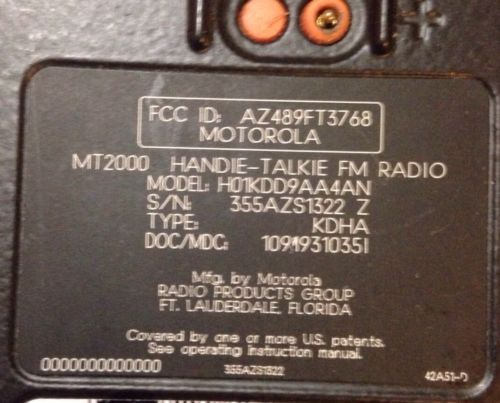 FCC ID: AZ489FT3768
MOTOROLA
MT2000 HANDIE-TALKIE FM RADIO
MODEL: H01KDD9AA4AN
S/N: 355AZS1322 Z
TYPE: KDHA
DOC/MDC: 1091931035I
Mfg. by Motorola
RADIO PRODUCTS GROUP
FT. LAUDERDALE, FLORIDA
Covered by one or more U.S. patents.
See operating instruction manual.
0000000000000 355AZS1322 42A51-D